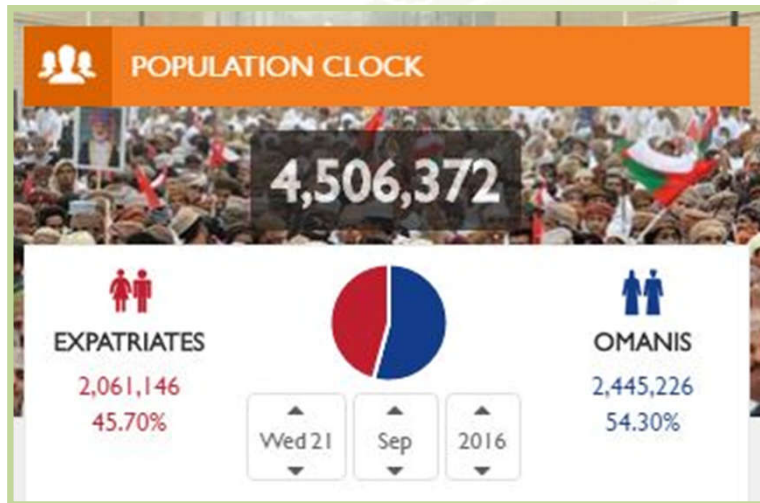 POPULATION CLOCK
4,506,372
EXPATRIATES
2,061,146
45.70%
OMANIS
2,445,226
54.30%
Wed 21 Sep 2016